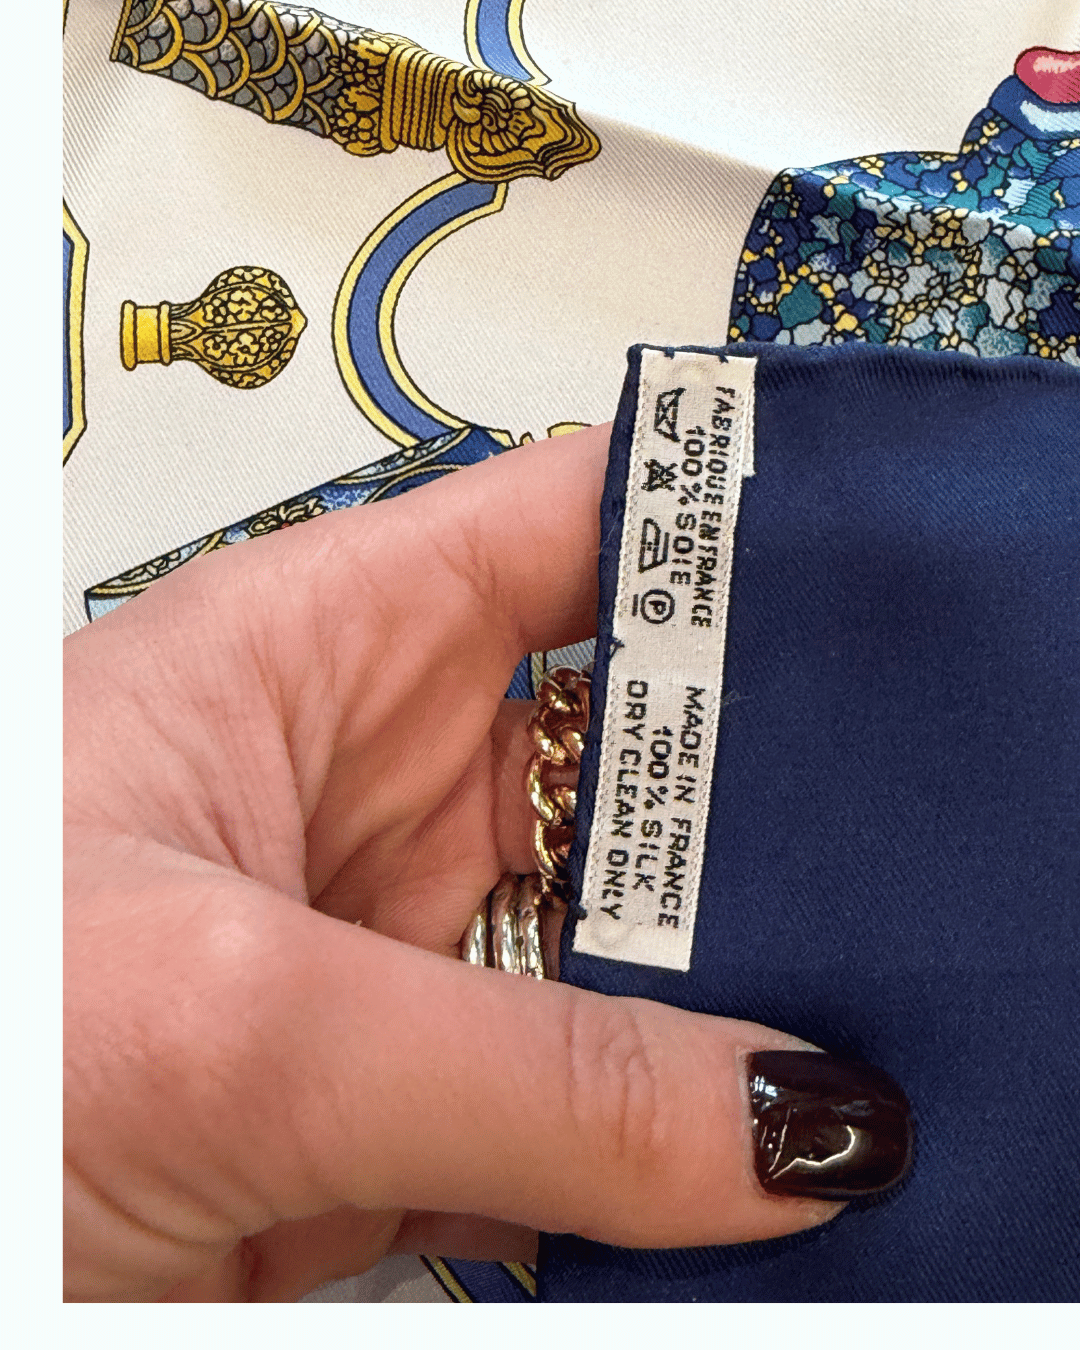 FABRIQUE EN FRANCE
100 % SOIE
P
MADE IN FRANCE
100 % SILK
DRY CLEAN ONLY